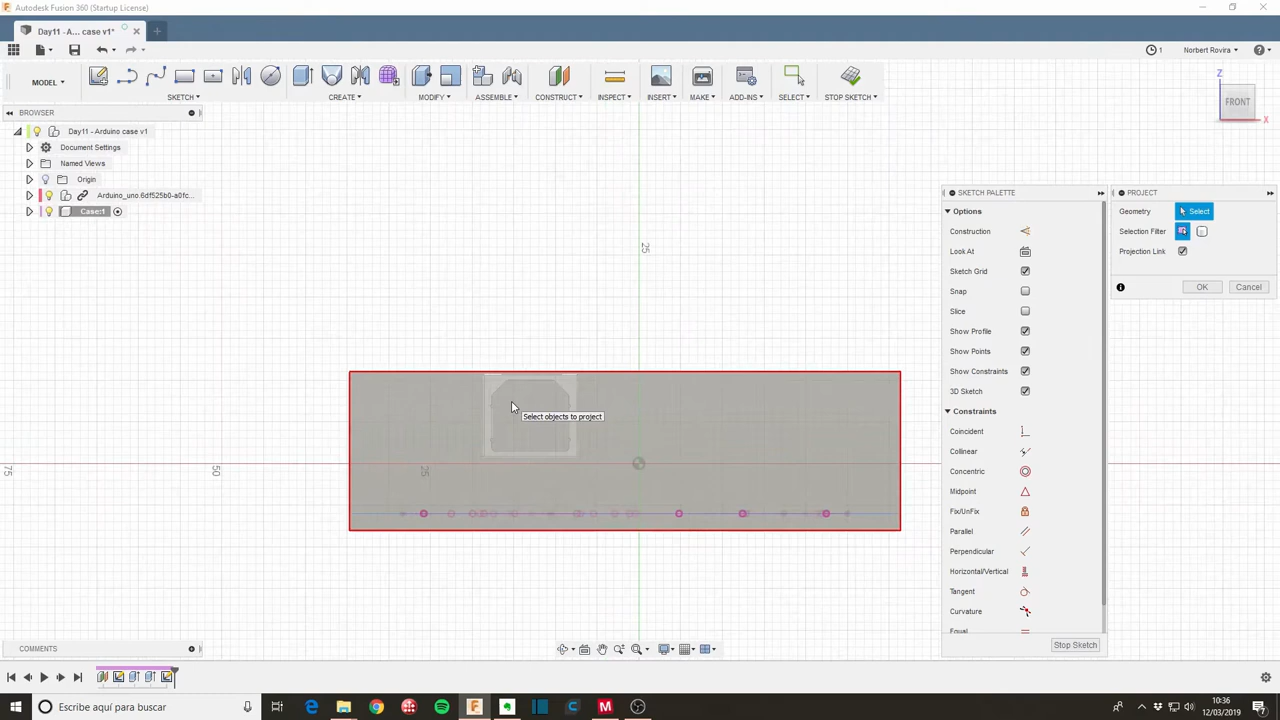 Autodesk Fusion 360 (Startup License)
Day11 - A... case v1*
1
Norbert Rovira
MODEL
SKETCH
CREATE
MODIFY
ASSEMBLE
CONSTRUCT
INSPECT
INSERT
MAKE
ADD-INS
SELECT
STOP SKETCH
BROWSER
Day11 - Arduino case v1
Document Settings
Named Views
Origin
Arduino_uno.6df525b0-a0fc...
Case:1
Z
FRONT
X
25
75
50
25
Select objects to project
SKETCH PALETTE
Options
Construction
Look At
Sketch Grid
Snap
Slice
Show Profile
Show Points
Show Constraints
3D Sketch
Constraints
Coincident
Collinear
Concentric
Midpoint
Fix/UnFix
Parallel
Perpendicular
Horizontal/Vertical
Tangent
Curvature
Equal
Stop Sketch
PROJECT
Geometry
Select
Selection Filter
Projection Link
OK
Cancel
COMMENTS
Escribe aquí para buscar
10:36
12/03/2019